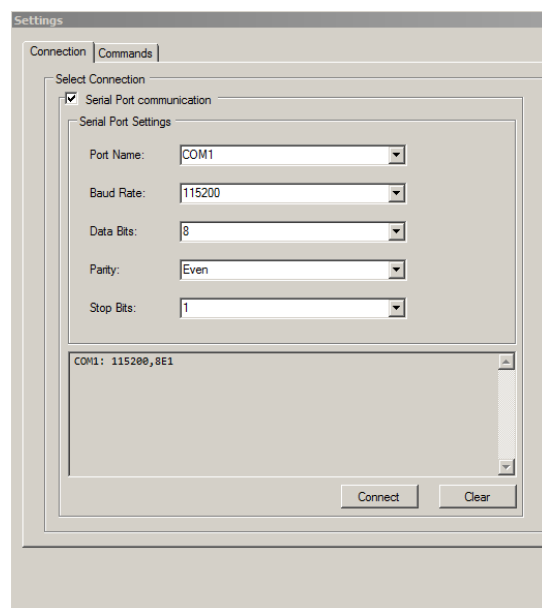 Settings
Connection Commands
Select Connection
Serial Port communication
Serial Port Settings
Port Name: COM1
Baud Rate: 115200
Data Bits: 8
Parity: Even
Stop Bits: 1
COM1: 115200,8E1
Connect Clear